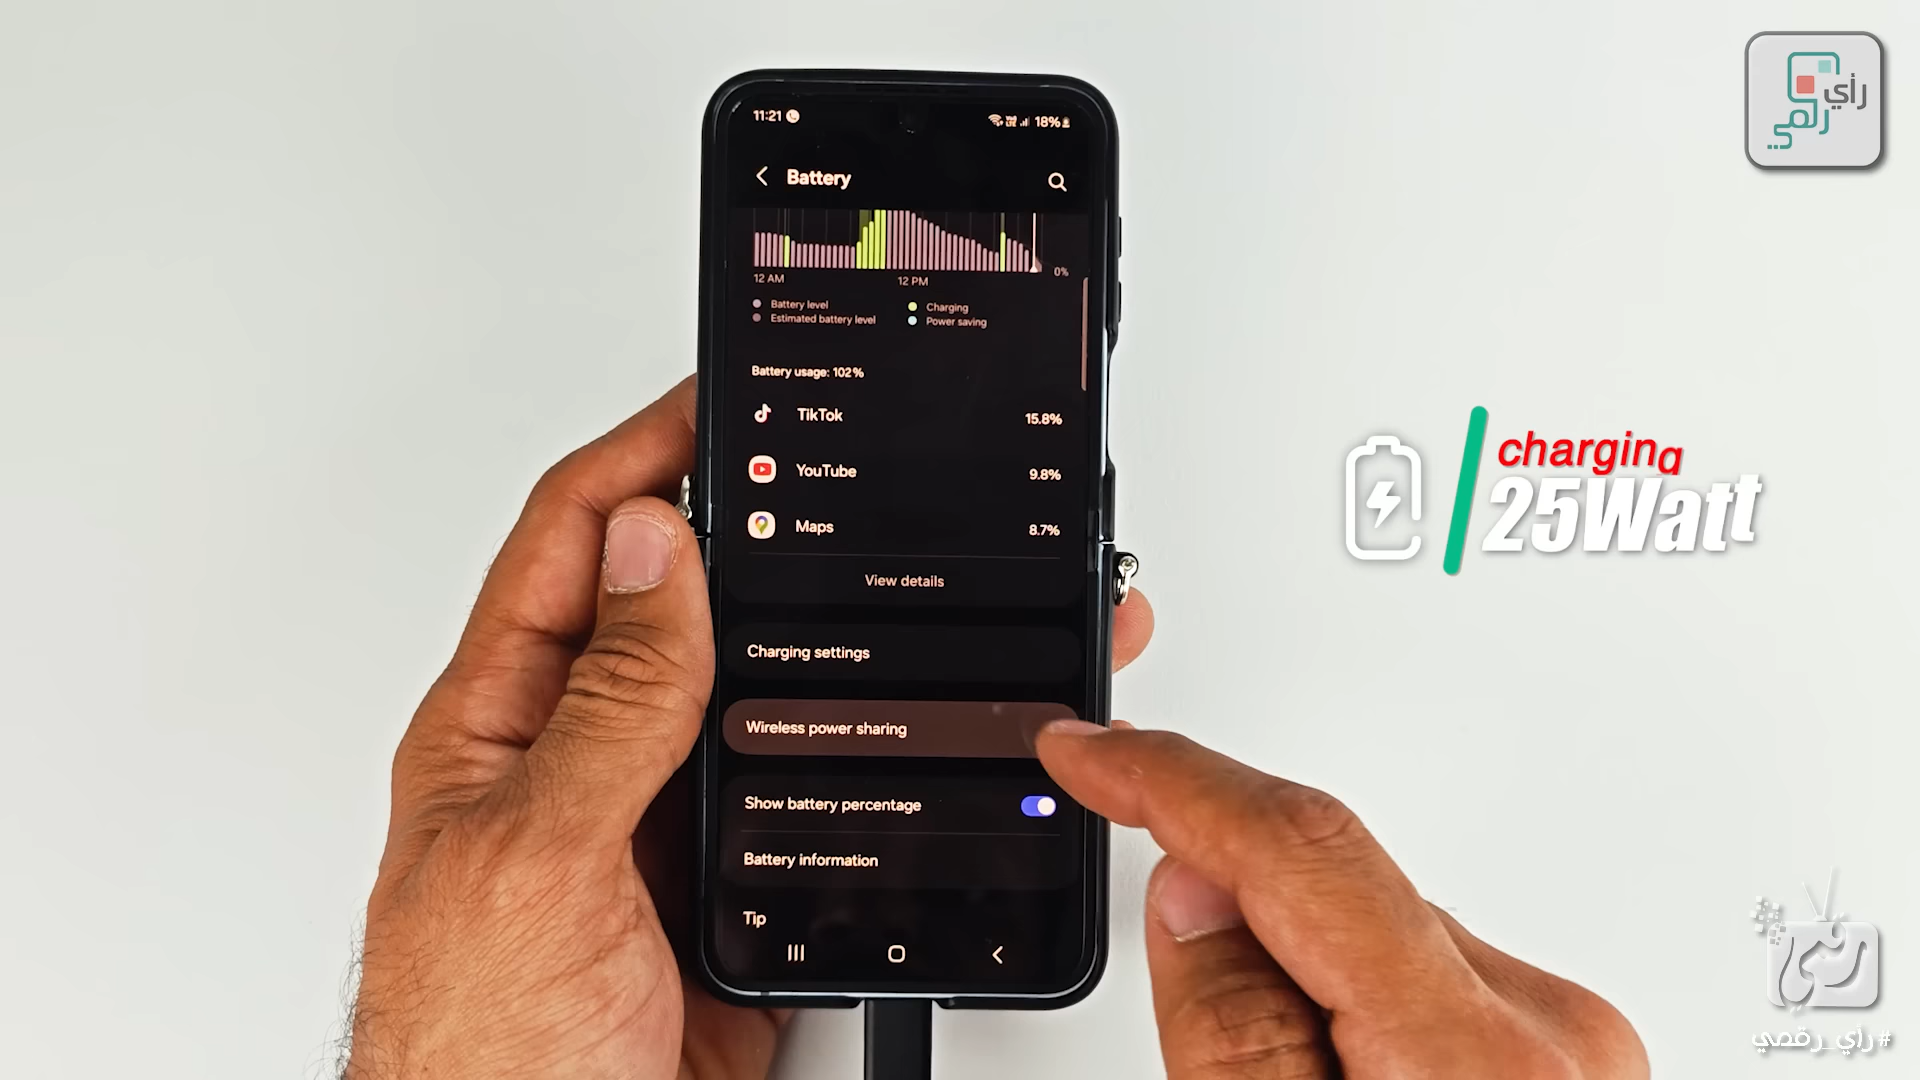 11:21
18%
Battery
0%
12 AM
12 PM
Battery level
Charging
Estimated battery level
Power saving
Battery usage: 102%
TikTok
15.8%
YouTube
9.8%
Maps
8.7%
View details
Charging settings
Wireless power sharing
Show battery percentage
Battery information
Tip
charging
25Watt
رأي
رقمي
#رأي_رقمي